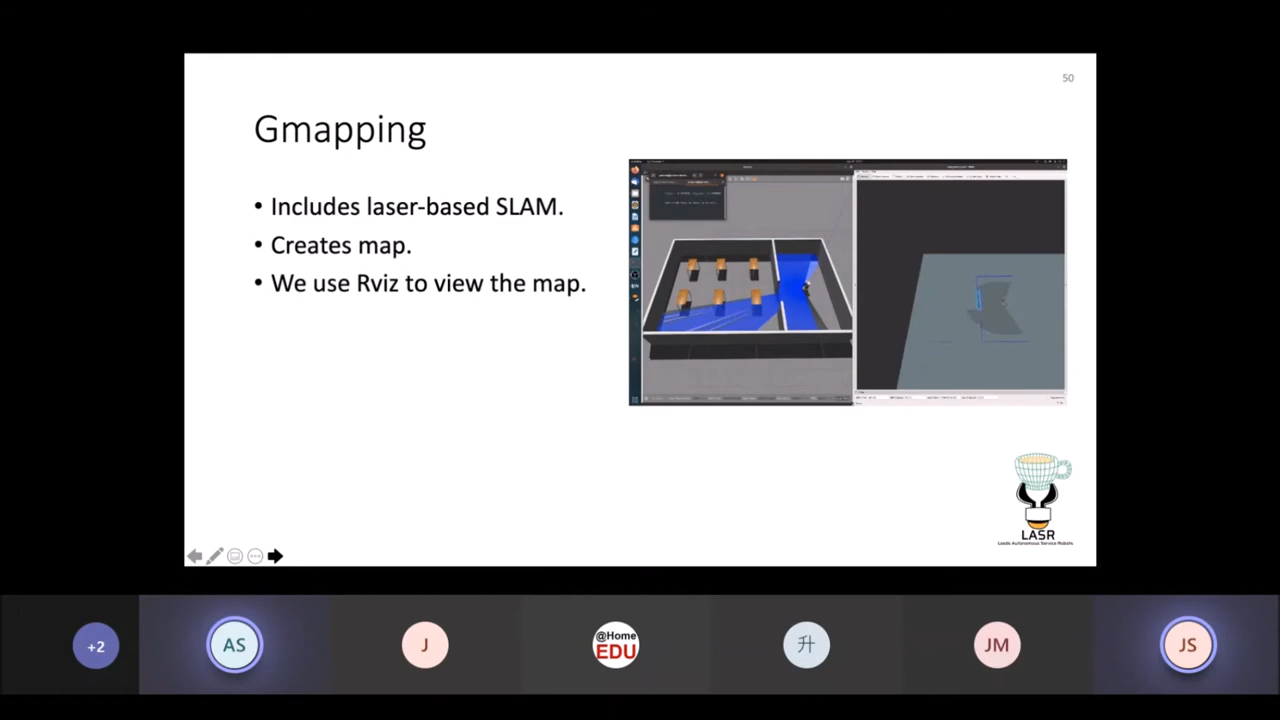 50
Gmapping
• Includes laser-based SLAM.
• Creates map.
• We use Rviz to view the map.
LASR
Leeds Autonomous Service Robots
+2
AS
J
@Home
EDU
升
JM
JS